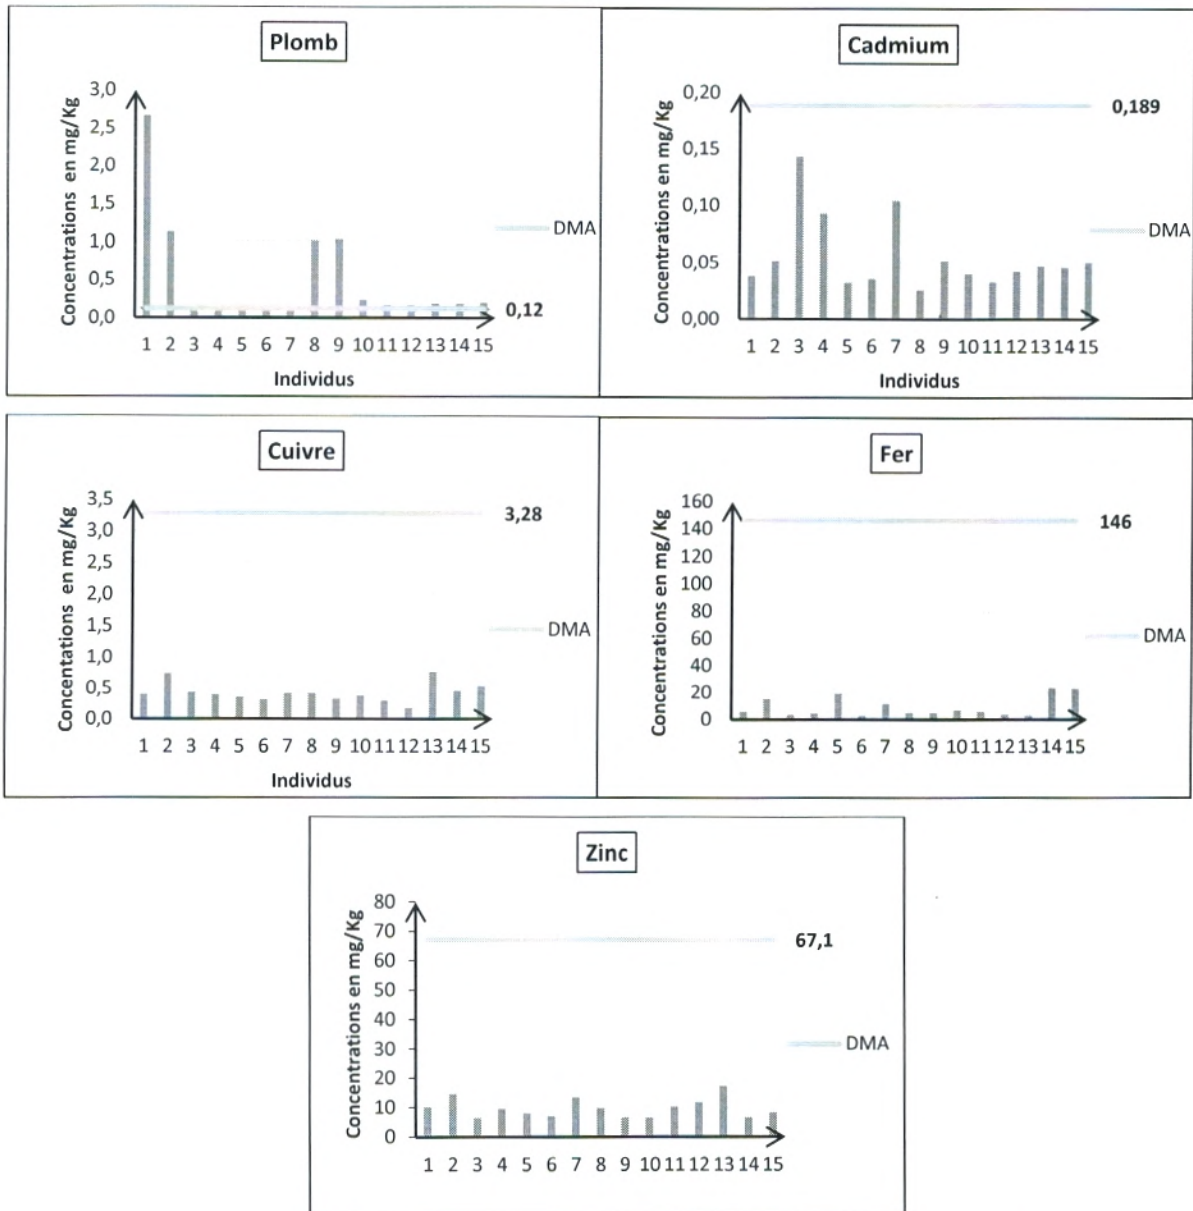 Plomb
Concentrations en mg/Kg
3,0
2,5
2,0
1,5
1,0
0,5
0,0
DMA
0,12
1 2 3 4 5 6 7 8 9 10 11 12 13 14 15
Individus
Cadmium
Concentrations en mg/Kg
0,20
0,15
0,10
0,05
0,00
0,189
DMA
1 2 3 4 5 6 7 8 9 10 11 12 13 14 15
Individus
Cuivre
Concentations en mg/Kg
3,5
3,0
2,5
2,0
1,5
1,0
0,5
0,0
3,28
DMA
1 2 3 4 5 6 7 8 9 10 11 12 13 14 15
Individus
Fer
Concentrations en mg/Kg
160
140
120
100
80
60
40
20
0
146
DMA
1 2 3 4 5 6 7 8 9 10 11 12 13 14 15
Zinc
Concentrations en mg/Kg
80
70
60
50
40
30
20
10
0
67,1
DMA
1 2 3 4 5 6 7 8 9 10 11 12 13 14 15